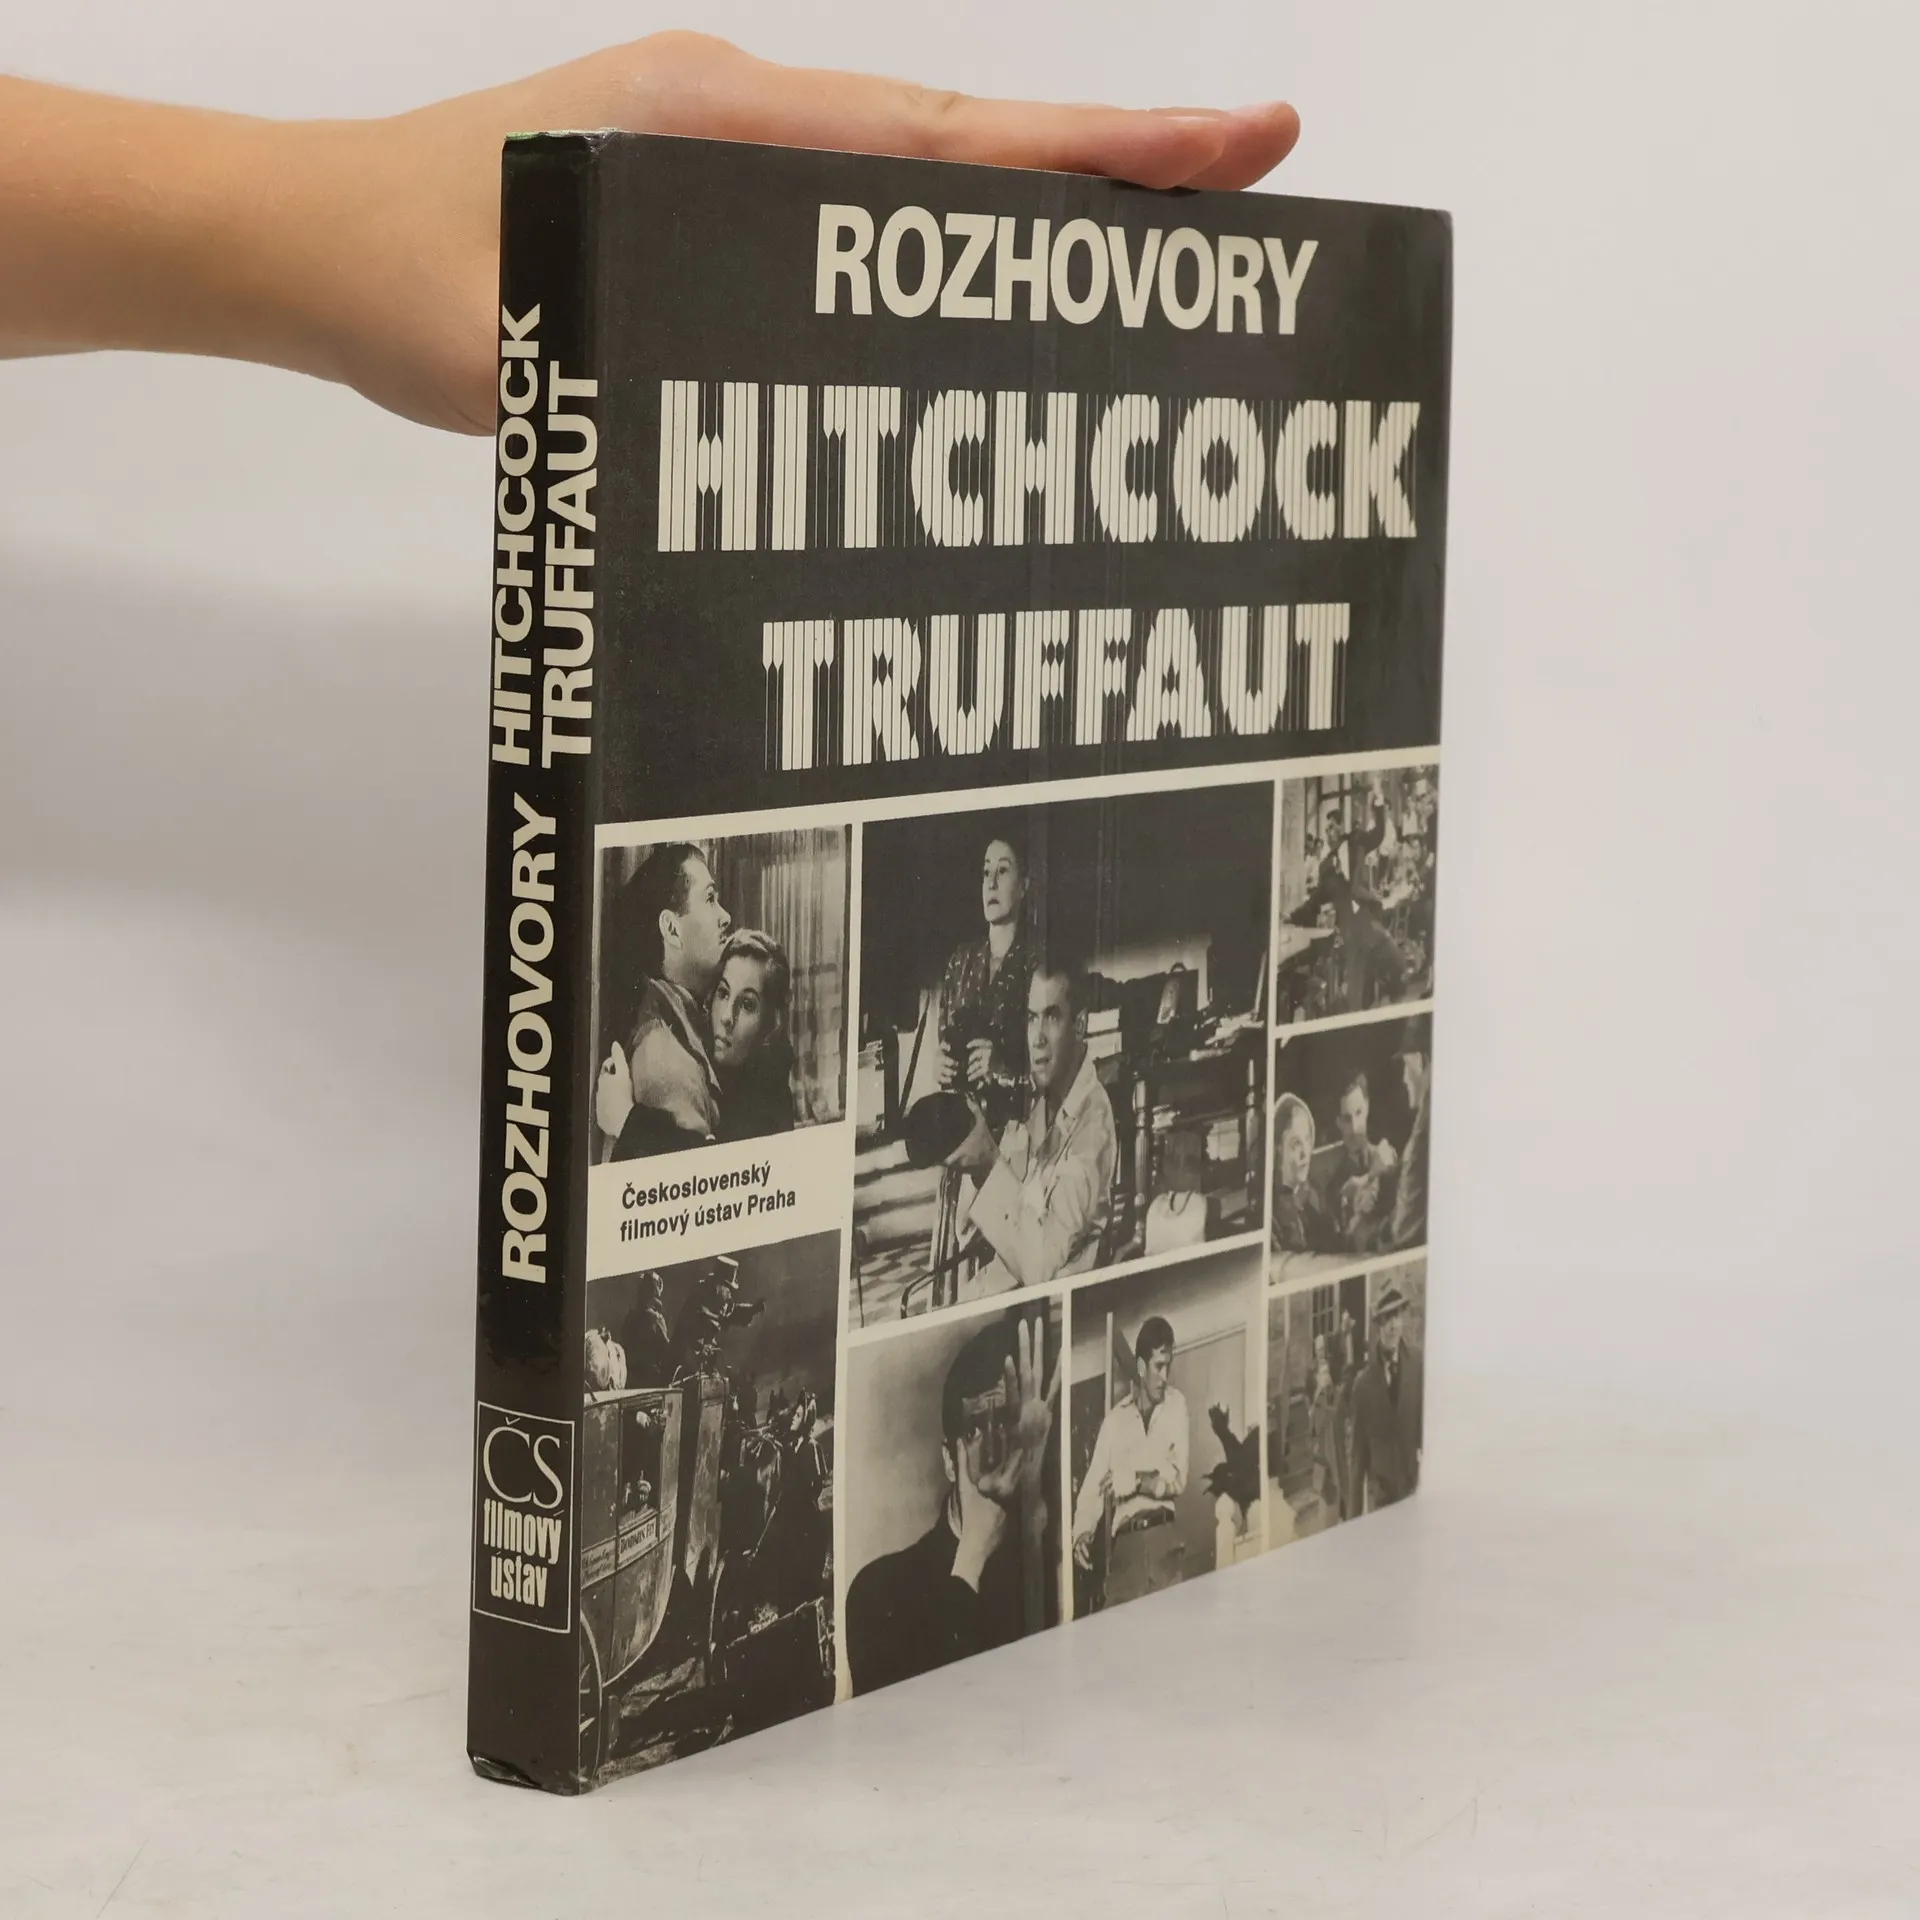 ROZHOVORY
HITCHCOCK
TRUFFAUT
Československý
filmový ústav Praha
ROZHOVORY HITCHCOCK
TRUFFAUT
ČS
filmový
ústav